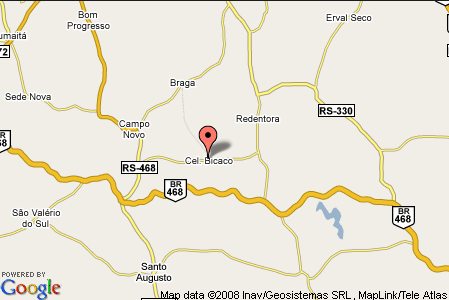 Bom
Progresso
Erval Seco
umaitá
72
Braga
Sede Nova
RS-330
Redentora
Campo
Novo
68
RS-468
Cel. Bicaco
BR
468
BR
468
São Valério
do Sul
Santo
Augusto
POWERED BY
Google
Map data ©2008 Inav/Geosistemas SRL, MapLink/Tele Atlas